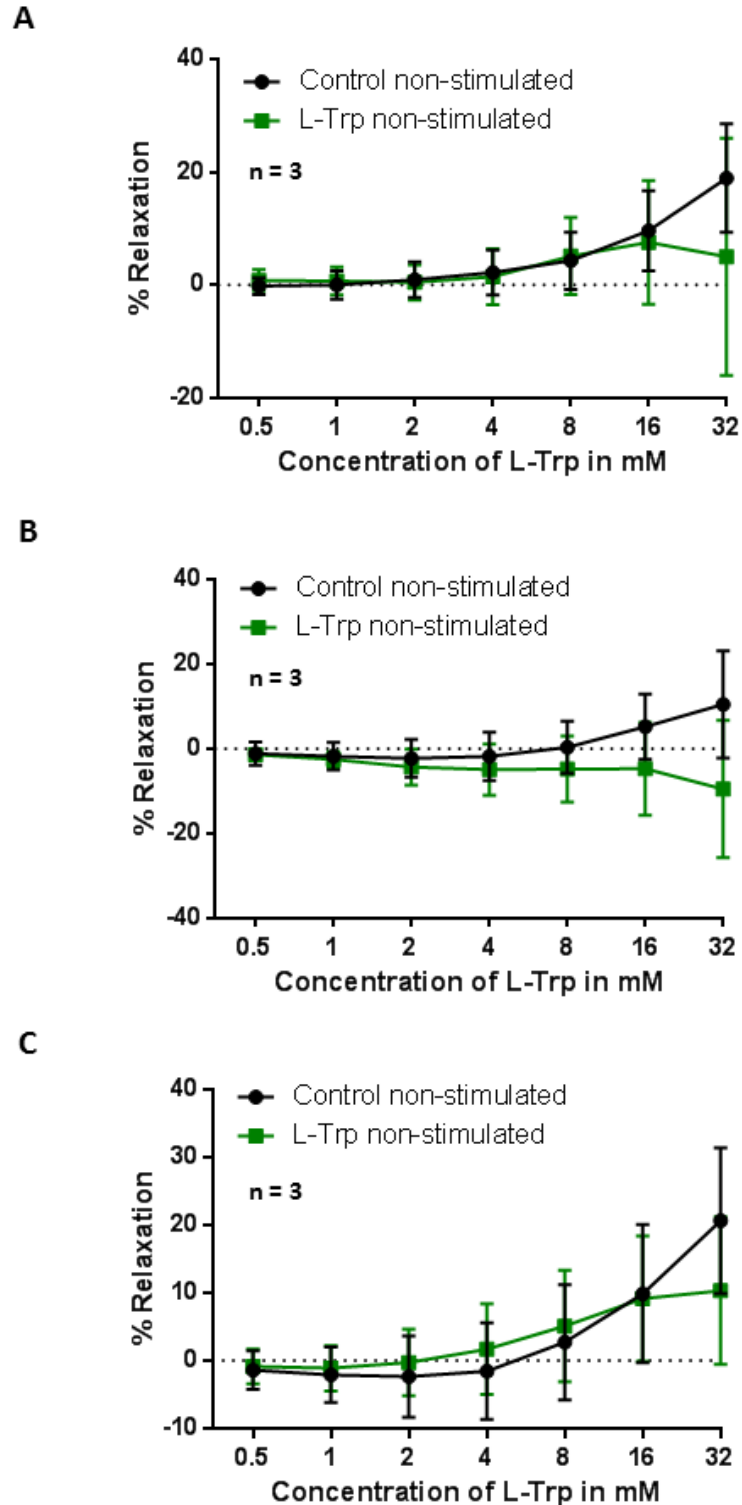 A
40
Control non-stimulated
L-Trp non-stimulated
n = 3
20
0
-20
% Relaxation
0.5 1 2 4 8 16 32
Concentration of L-Trp in mM
B
40
Control non-stimulated
L-Trp non-stimulated
n = 3
20
0
-20
-40
% Relaxation
0.5 1 2 4 8 16 32
Concentration of L-Trp in mM
C
40
Control non-stimulated
L-Trp non-stimulated
30
n = 3
20
10
0
-10
% Relaxation
0.5 1 2 4 8 16 32
Concentration of L-Trp in mM